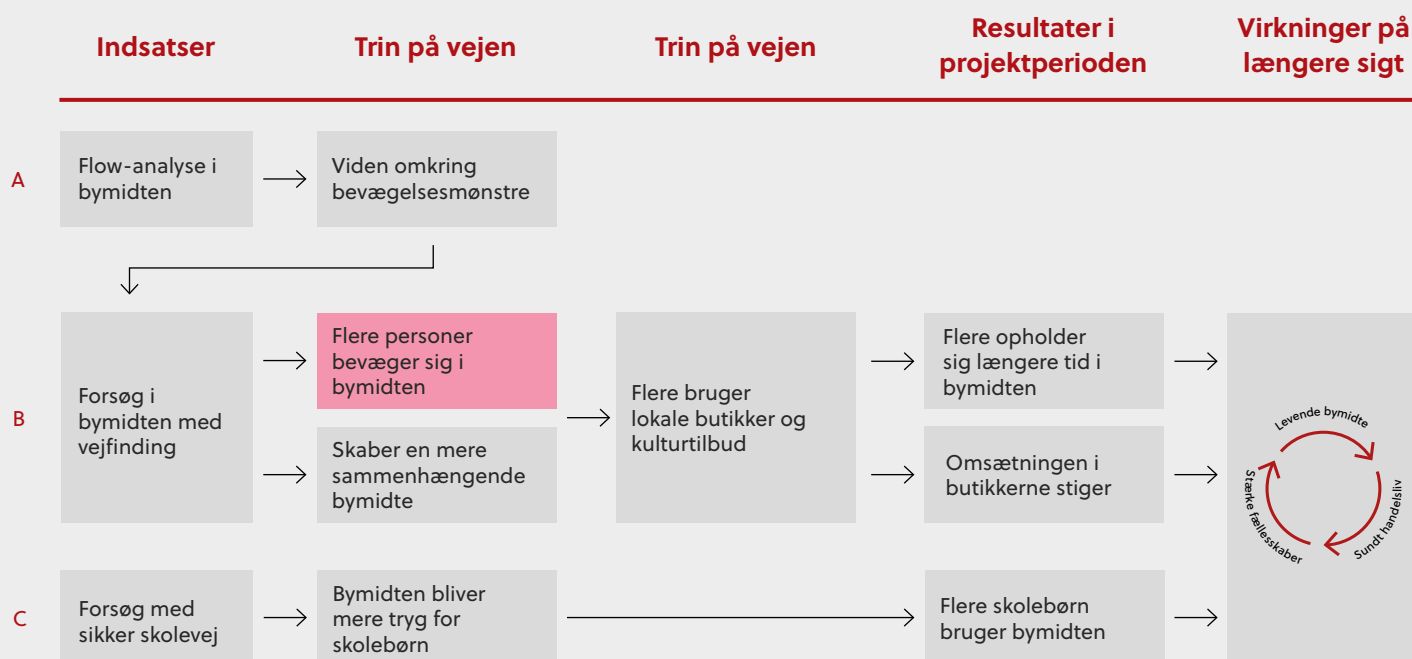 Indsatser
Trin på vejen
Trin på vejen
Resultater i
projektperioden
Virkninger på
længere sigt
A
Flow-analyse i
bymidten
Viden omkring
bevægelsesmønstre
B
Forsøg i
bymidten med
vejfinding
Flere personer
bevæger sig i
bymidten
Skaber en mere
sammenhængende
bymidte
Flere bruger
lokale butikker og
kulturtilbud
Flere opholder
sig længere tid i
bymidten
Omsætningen i
butikkerne stiger
Levende bymidte
Sundt handelsliv
Stærke fællesskaber
C
Forsøg med
sikker skolevej
Bymidten bliver
mere tryg for
skolebørn
Flere skolebørn
bruger bymidten